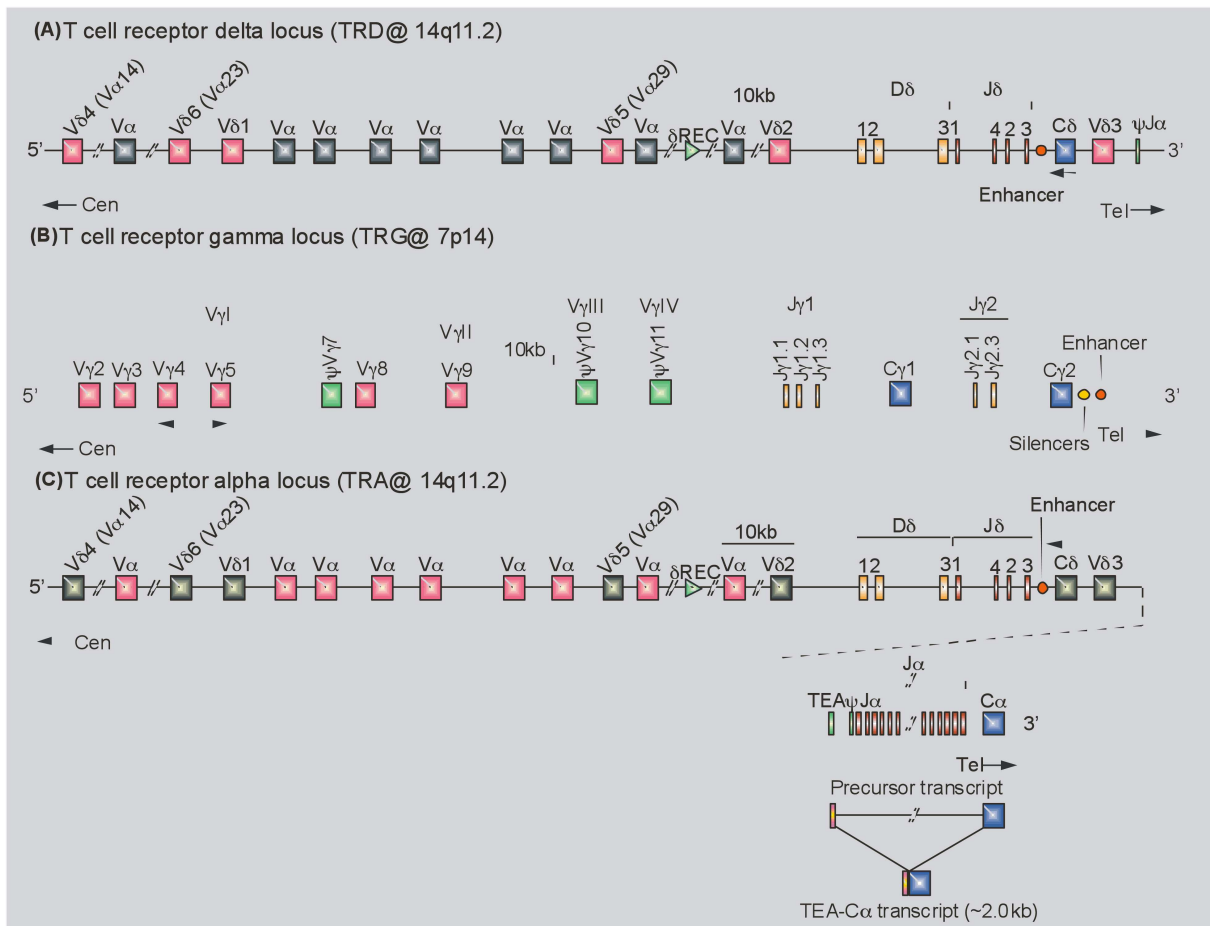 (A) T cell receptor delta locus (TRD@ 14q11.2)
Vδ4 (Vα14) Vδ6 (Vα23) Vδ5 (Vα29)
10kb Dδ Jδ
Vα Vδ1 Vα Vα Vα Vα Vα Vα Vα δREC Vα Vδ2 12 31 4 2 3 Cδ Vδ3 ψJα
5' 3'
Enhancer
Cen Tel
(B) T cell receptor gamma locus (TRG@ 7p14)
VγI VγII VγIII VγIV Jγ1 Jγ2
10kb Enhancer
Vγ2 Vγ3 Vγ4 Vγ5 ψVγ7 Vγ8 Vγ9 ψVγ10 ψVγ11 Jγ1.1 Jγ1.2 Jγ1.3 Cγ1 Jγ2.1 Jγ2.3 Cγ2
5' 3'
Silencers Tel
Cen
(C) T cell receptor alpha locus (TRA@ 14q11.2)
Vδ4 (Vα14) Vδ6 (Vα23) Vδ5 (Vα29) Enhancer
10kb Dδ Jδ
Vα Vδ1 Vα Vα Vα Vα Vα Vα Vα δREC Vα Vδ2 12 31 4 2 3 Cδ Vδ3
5'
Cen
Jα
TEA ψJα Cα
3'
Tel
Precursor transcript
TEA-Cα transcript (~2.0kb)